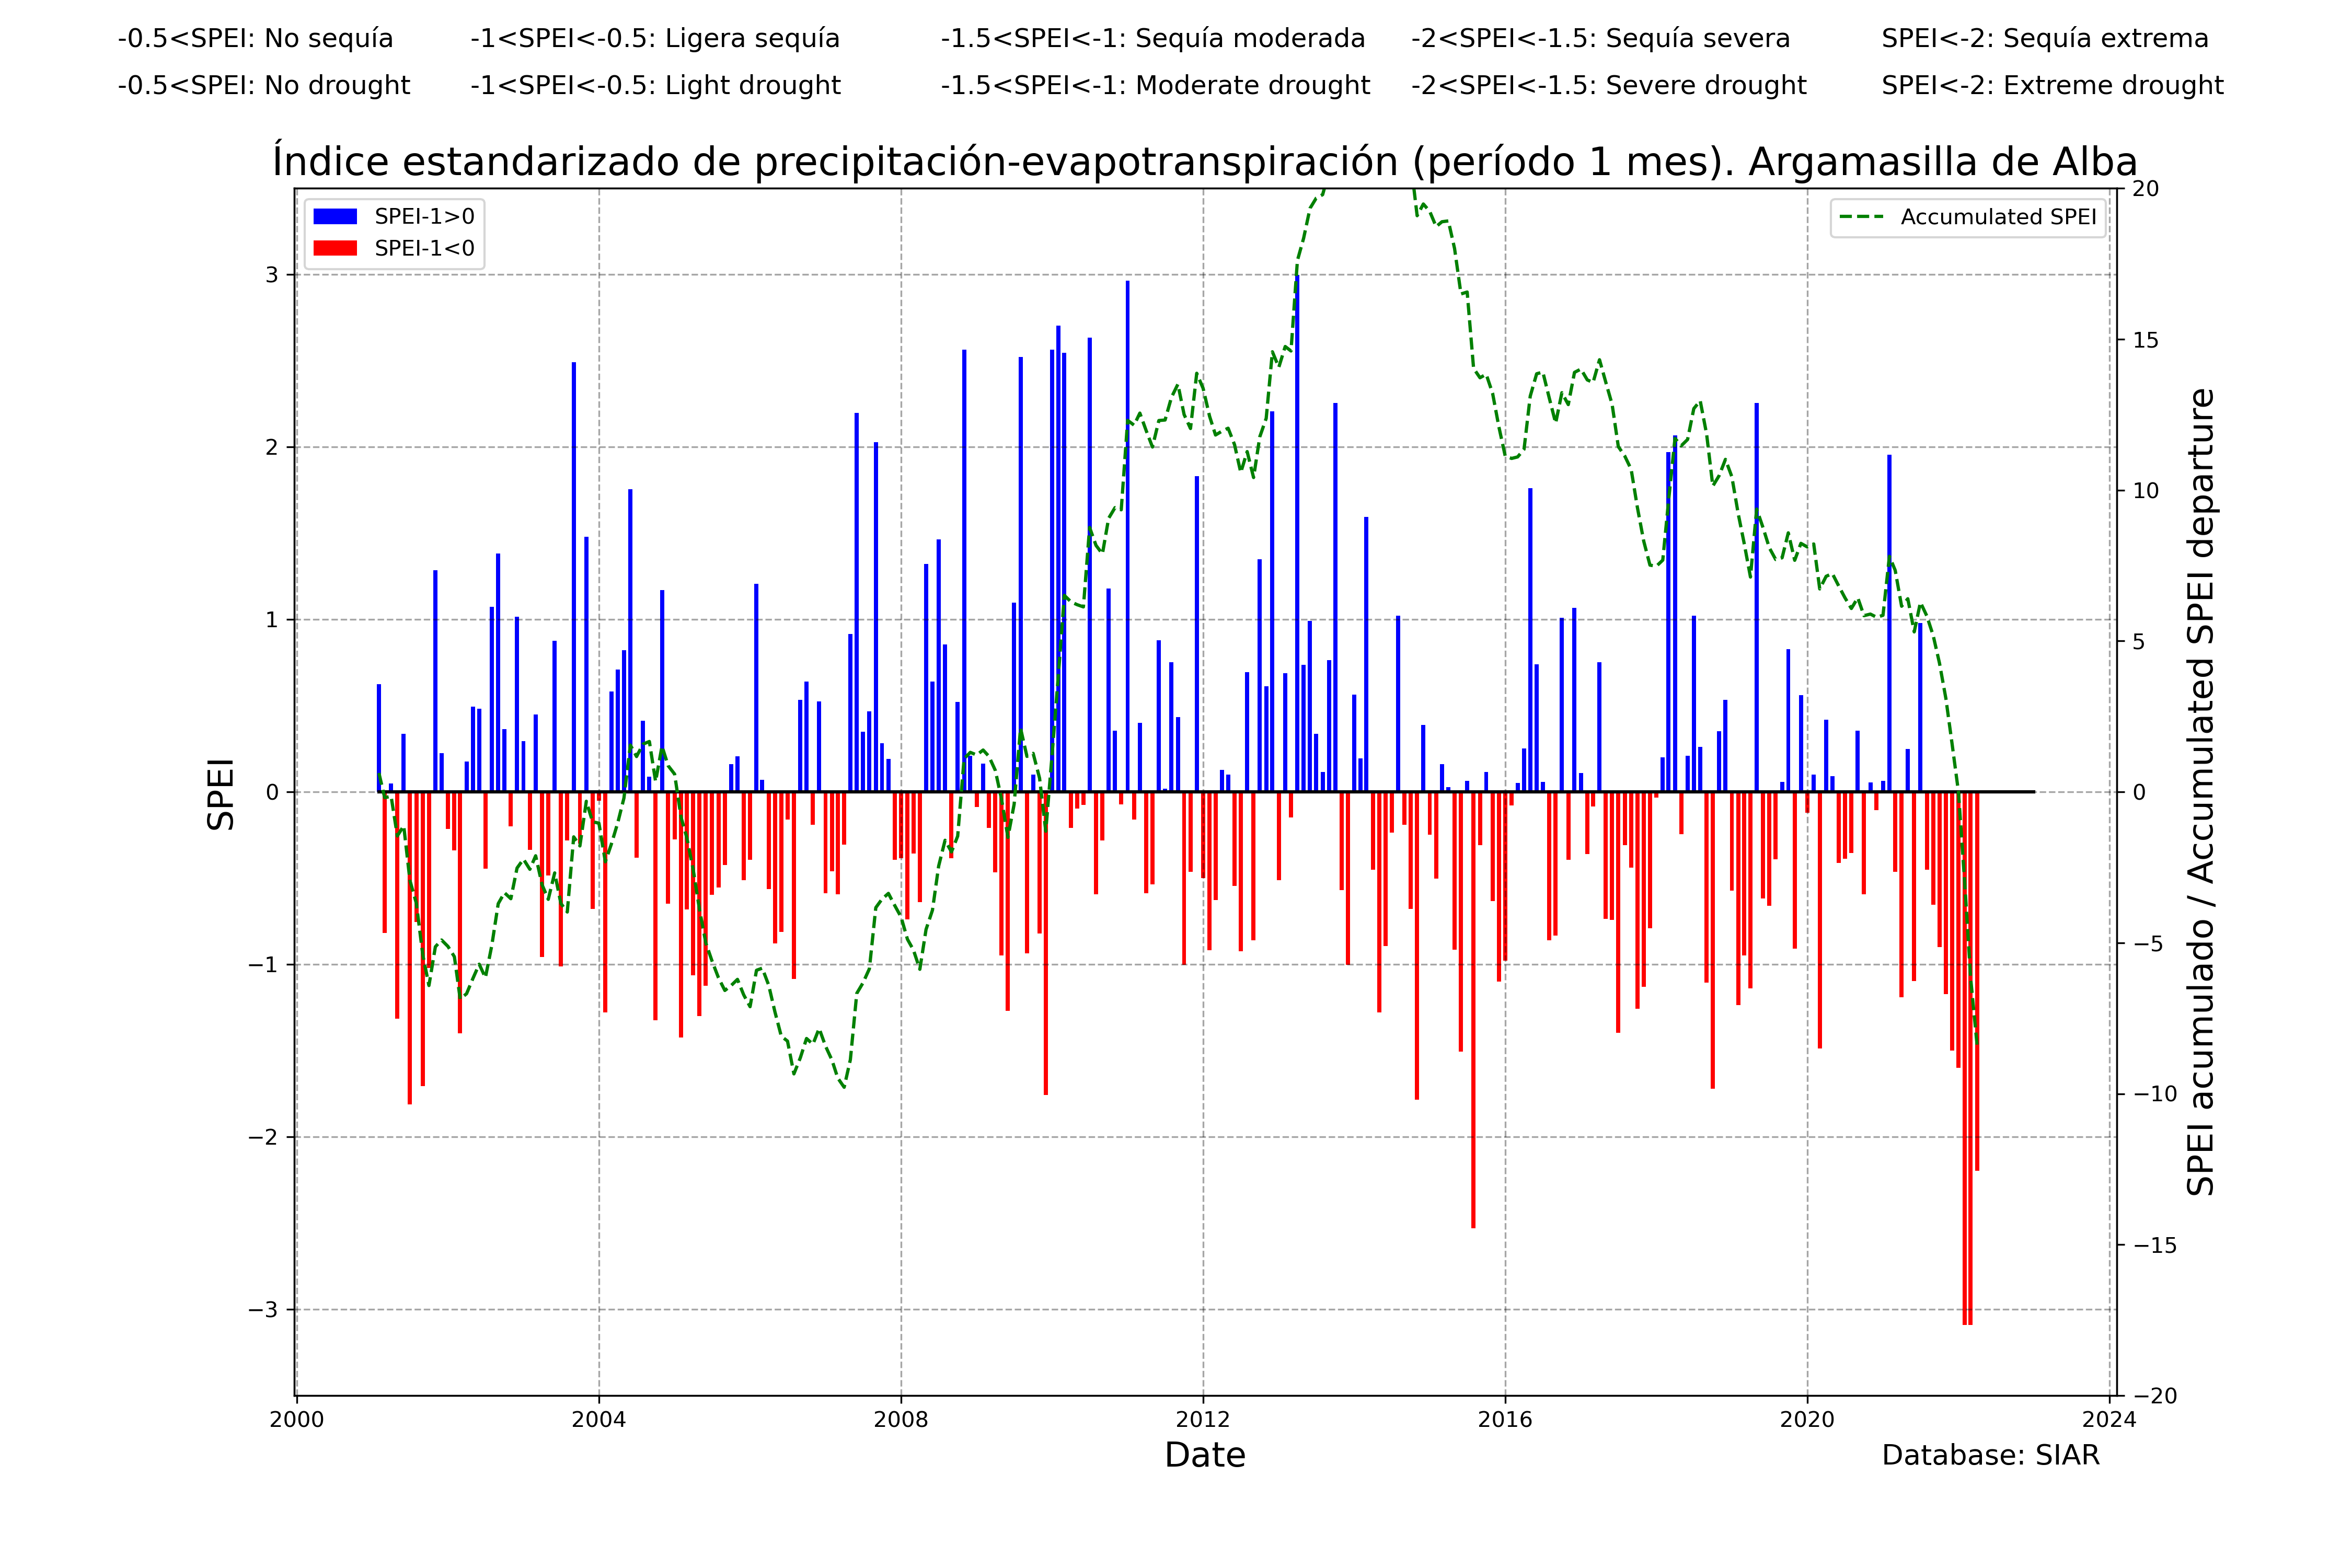 -0.5<SPEI: No sequía -1<SPEI<-0.5: Ligera sequía -1.5<SPEI<-1: Sequía moderada -2<SPEI<-1.5: Sequía severa SPEI<-2: Sequía extrema
-0.5<SPEI: No drought -1<SPEI<-0.5: Light drought -1.5<SPEI<-1: Moderate drought -2<SPEI<-1.5: Severe drought SPEI<-2: Extreme drought
Índice estandarizado de precipitación-evapotranspiración (período 1 mes). Argamasilla de Alba
SPEI-1>0
SPEI-1<0
Accumulated SPEI
SPEI
3
2
1
0
−1
−2
−3
20
15
10
5
0
−5
−10
−15
−20
SPEI acumulado / Accumulated SPEI departure
2000 2004 2008 2012 2016 2020 2024
Date
Database: SIAR